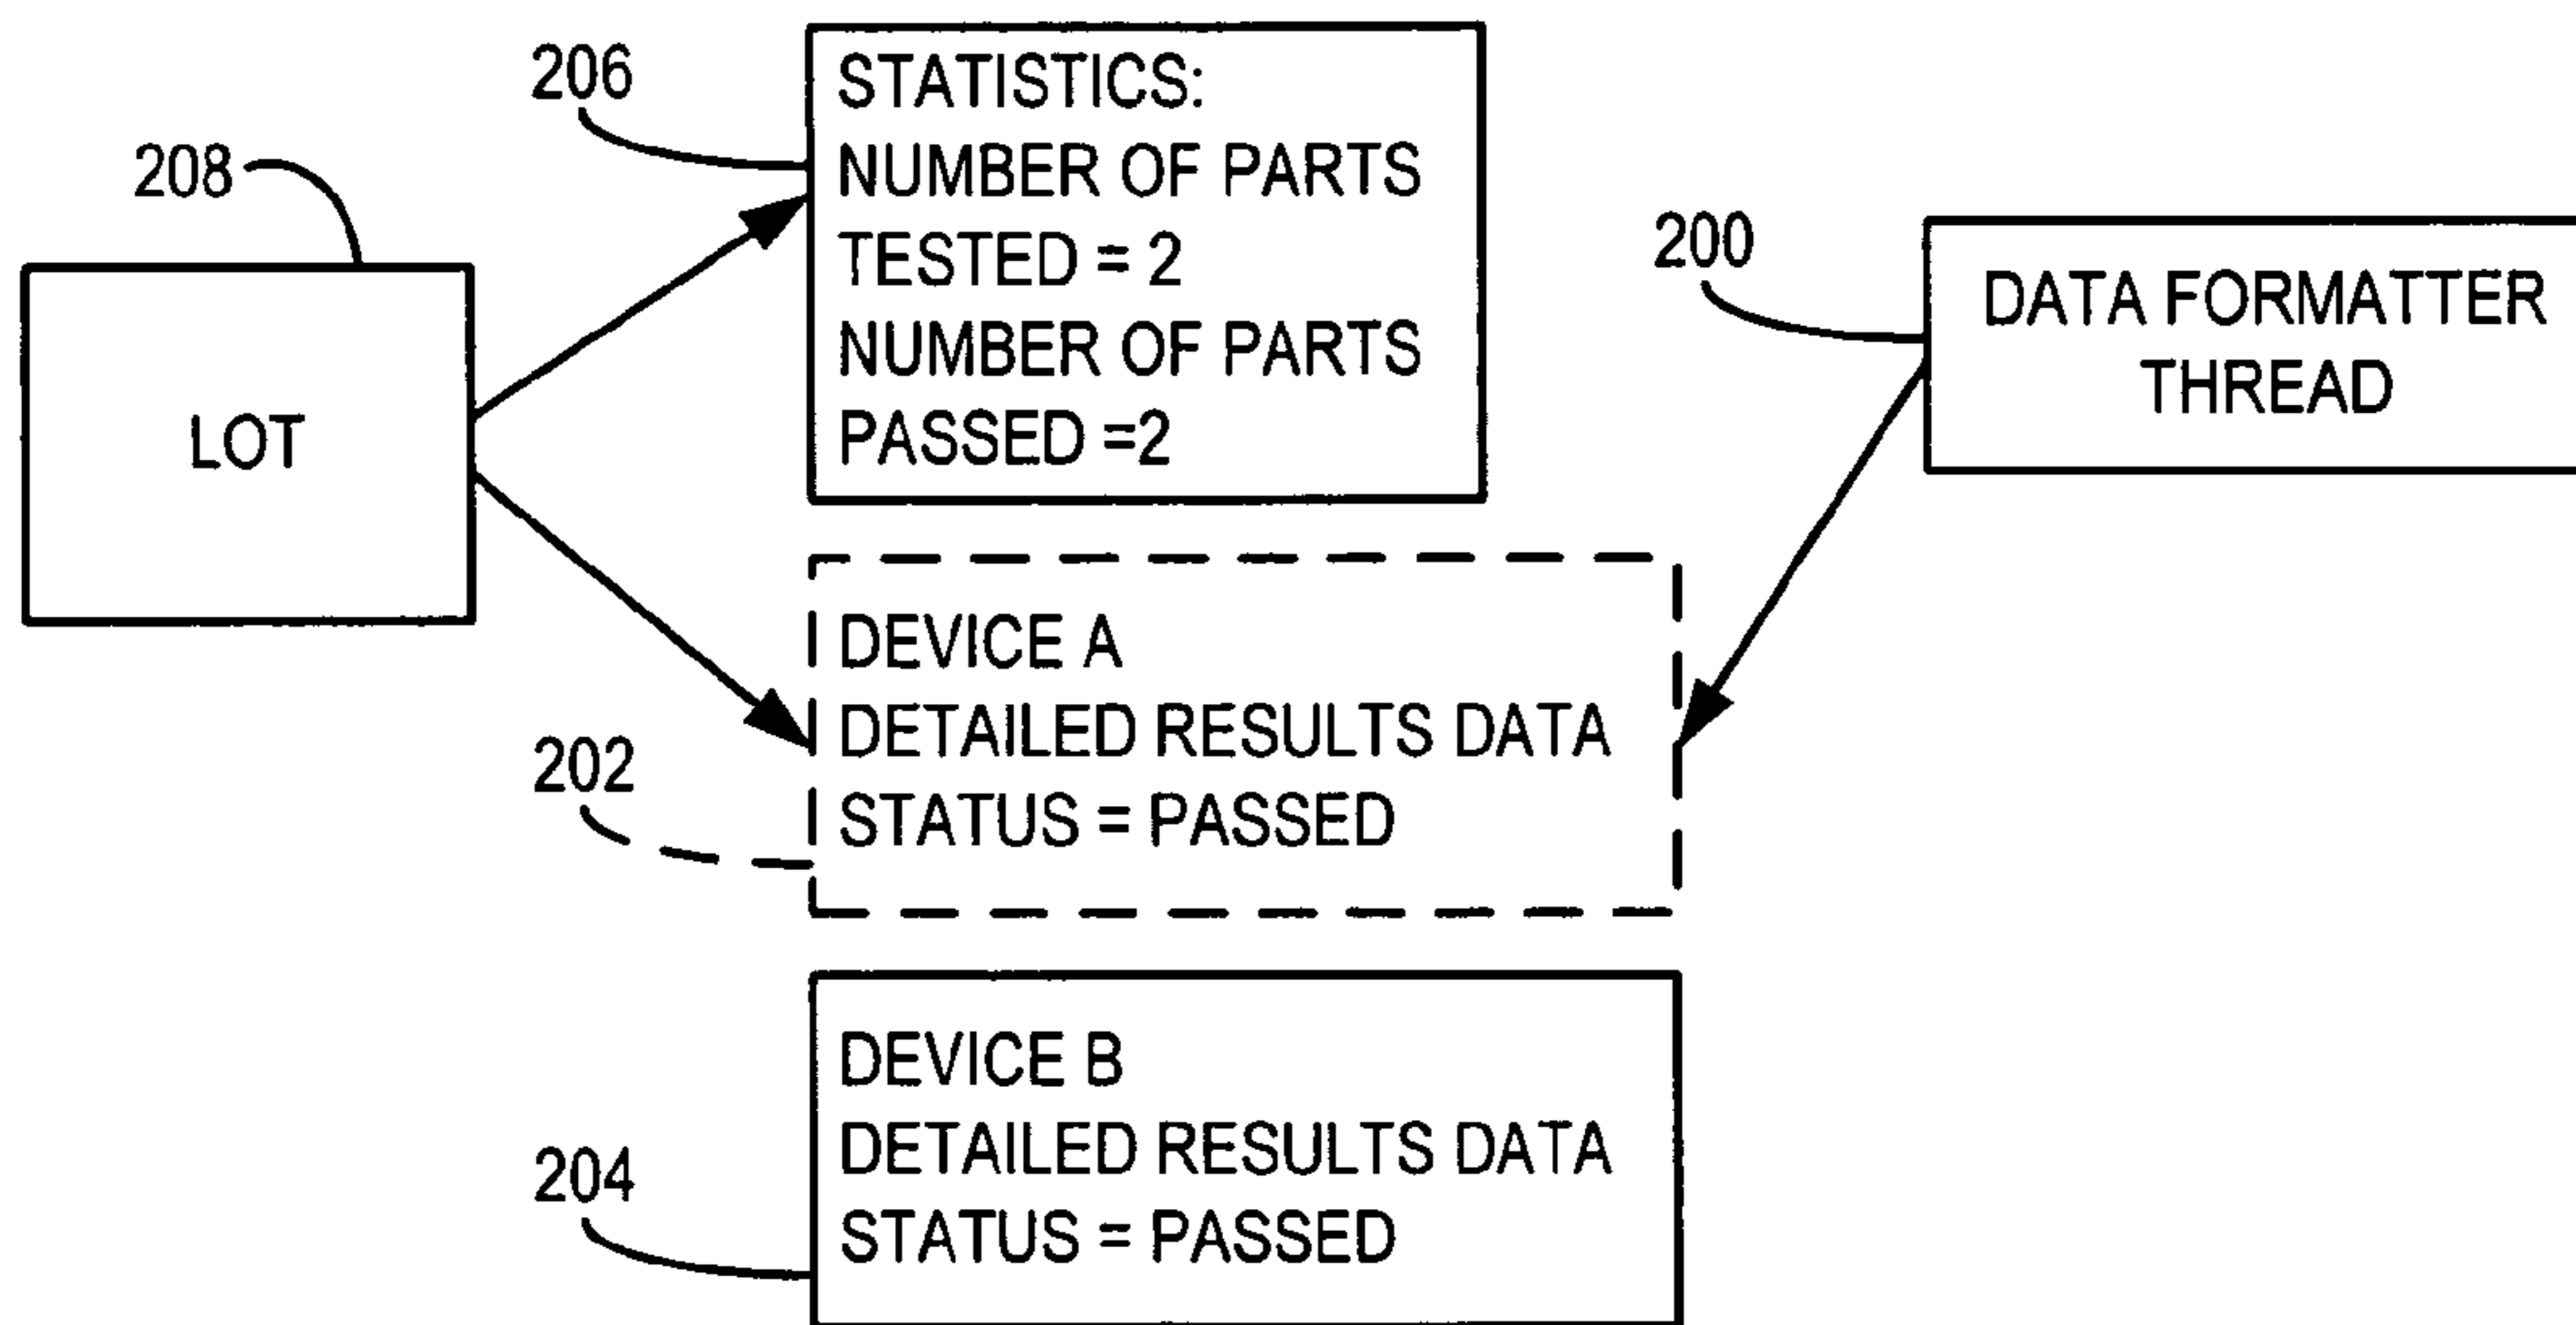 206
STATISTICS:
NUMBER OF PARTS
TESTED = 2
NUMBER OF PARTS
PASSED =2
208
LOT
200
DATA FORMATTER
THREAD
DEVICE A
DETAILED RESULTS DATA
STATUS = PASSED
202
DEVICE B
DETAILED RESULTS DATA
STATUS = PASSED
204